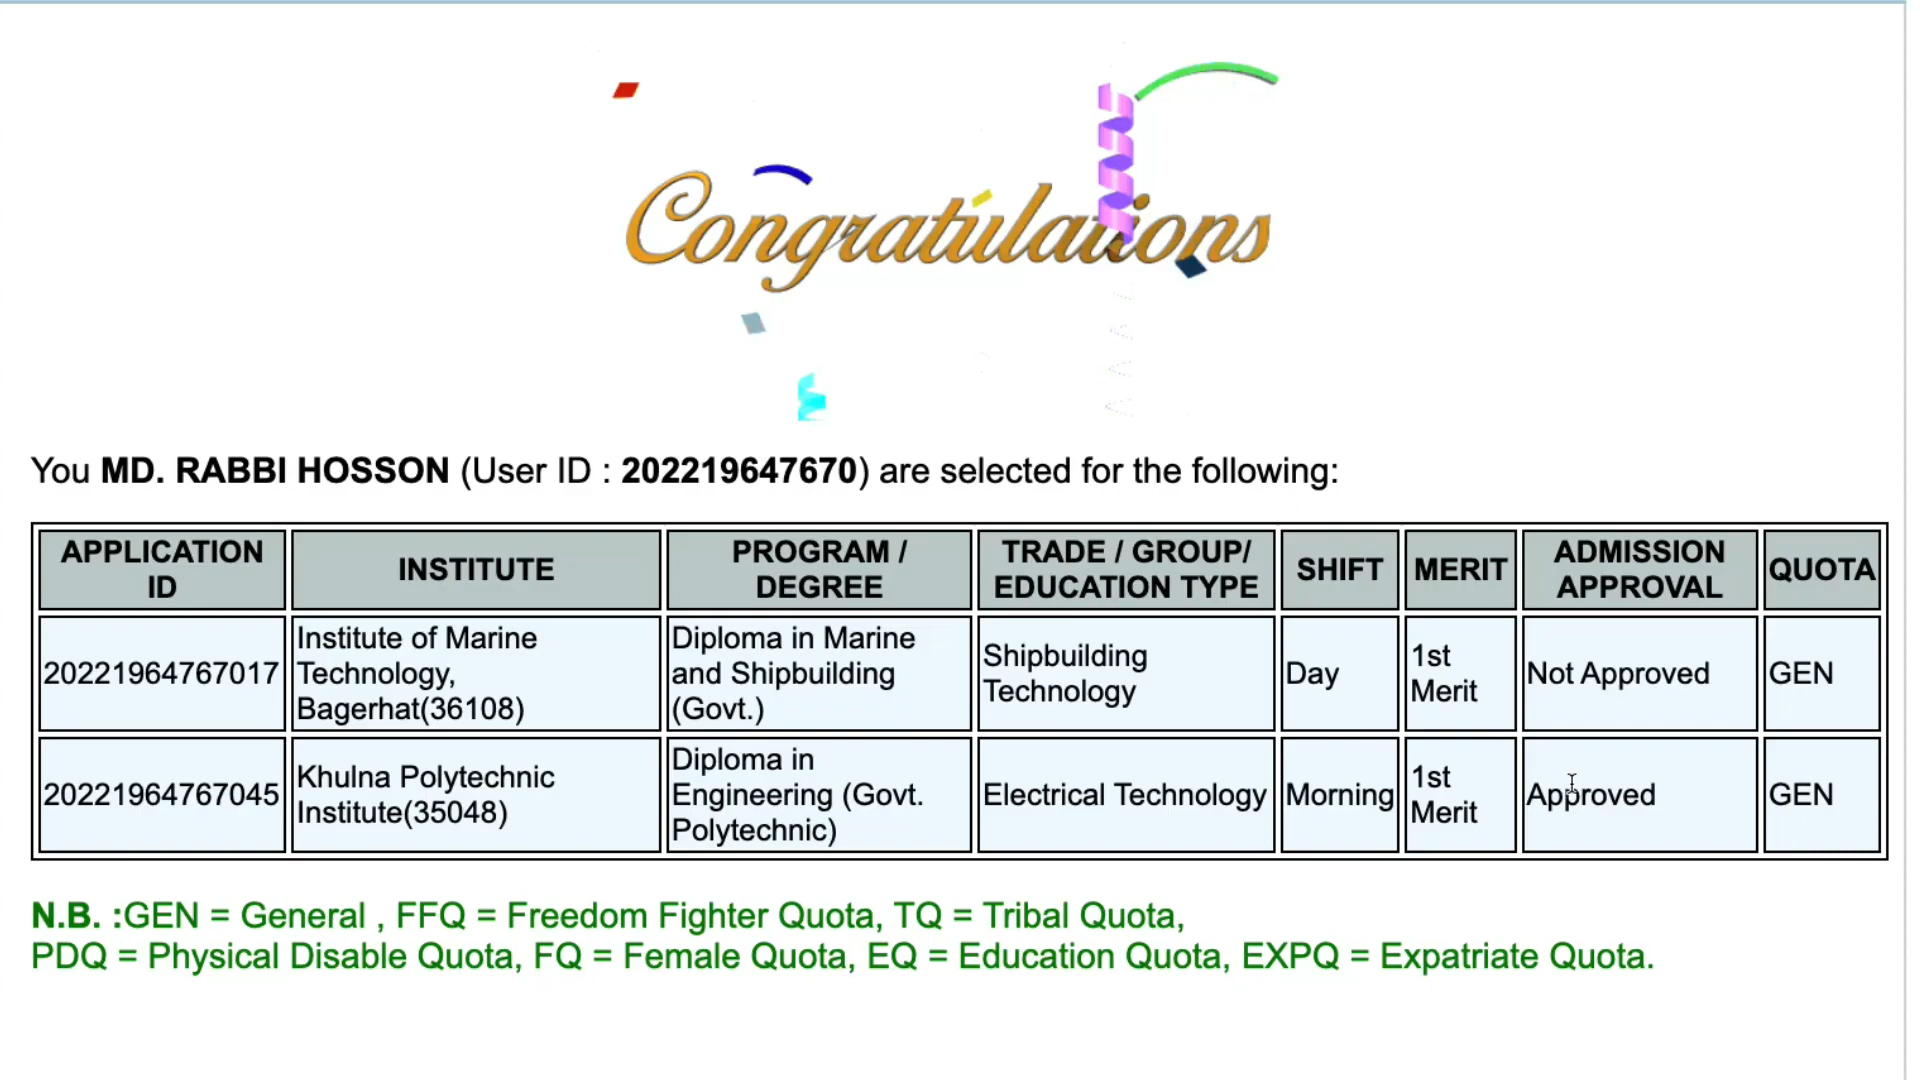 Congratulations
You MD. RABBI HOSSON (User ID : 202219647670) are selected for the following:
APPLICATION ID INSTITUTE PROGRAM / DEGREE TRADE / GROUP/ EDUCATION TYPE SHIFT MERIT ADMISSION APPROVAL QUOTA
20221964767017 Institute of Marine Technology, Bagerhat(36108) Diploma in Marine and Shipbuilding (Govt.) Shipbuilding Technology Day 1st Merit Not Approved GEN
20221964767045 Khulna Polytechnic Institute(35048) Diploma in Engineering (Govt. Polytechnic) Electrical Technology Morning 1st Merit Approved GEN
N.B. :GEN = General , FFQ = Freedom Fighter Quota, TQ = Tribal Quota,
PDQ = Physical Disable Quota, FQ = Female Quota, EQ = Education Quota, EXPQ = Expatriate Quota.